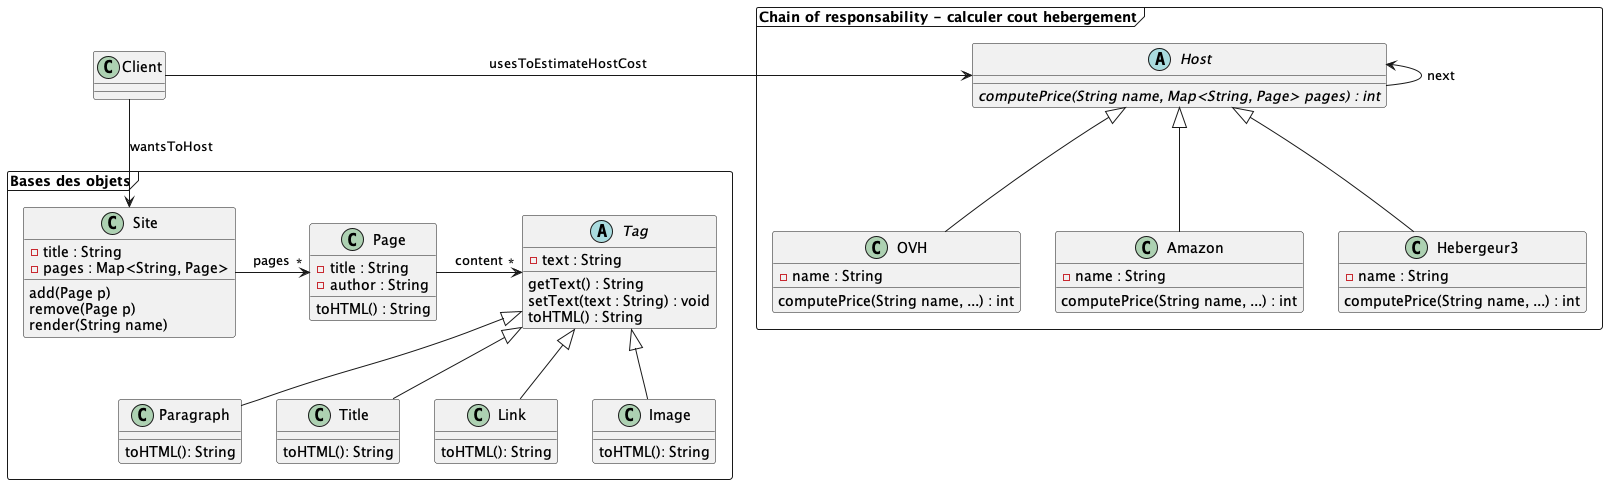 Chain of responsability - calculer cout hebergement
C Client
usesToEstimateHostCost
A Host
computePrice(String name, Map<String, Page> pages) : int
next
wantsToHost
Bases des objets
C Site
title : String
pages : Map<String, Page>
add(Page p)
remove(Page p)
render(String name)
pages *
C Page
title : String
author : String
toHTML() : String
content *
A Tag
text : String
getText() : String
setText(text : String) : void
toHTML() : String
C OVH
name : String
computePrice(String name, ...) : int
C Amazon
name : String
computePrice(String name, ...) : int
C Hebergeur3
name : String
computePrice(String name, ...) : int
C Paragraph
toHTML(): String
C Title
toHTML(): String
C Link
toHTML(): String
C Image
toHTML(): String